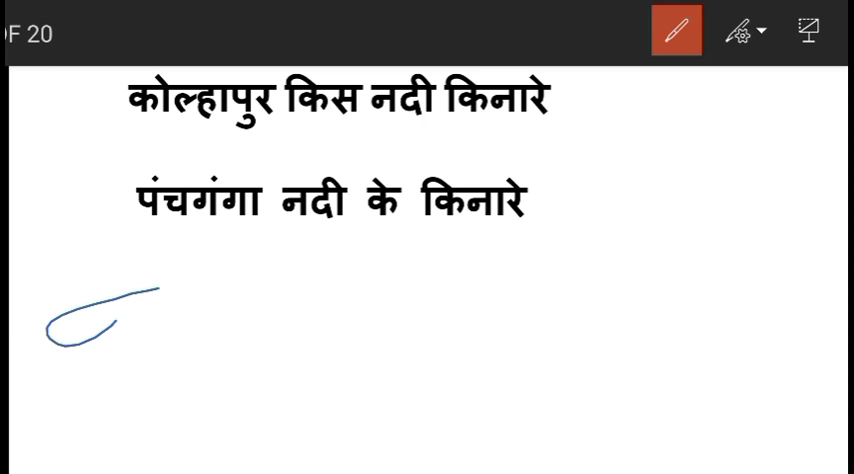 F 20
कोल्हापुर किस नदी किनारे
पंचगंगा नदी के किनारे